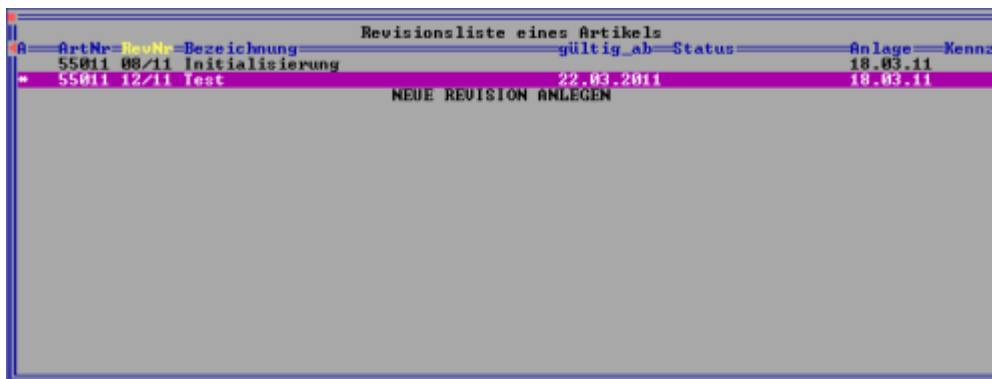 Revisionsliste eines Artikels
A ArtNr RevNr Bezeichnung gültig_ab Status Anlage Kennz
55011 08/11 Initialisierung 18.03.11
* 55011 12/11 Test 22.03.2011 18.03.11
NEUE REVISION ANLEGEN